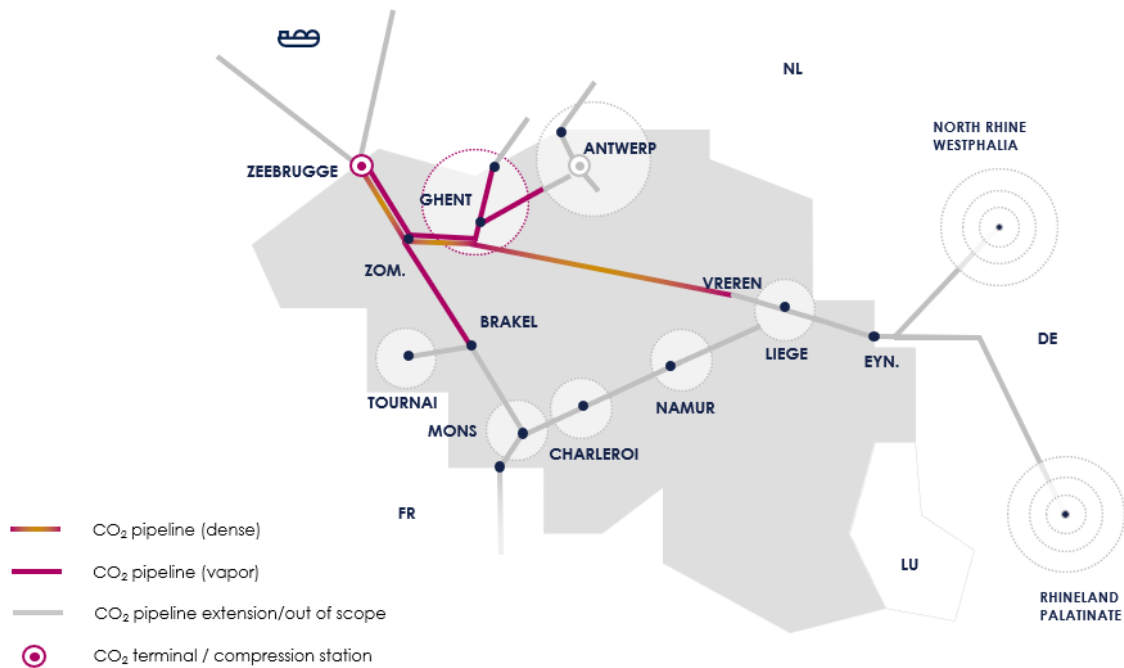 NL
NORTH RHINE
WESTPHALIA
ANTWERP
ZEEBRUGGE
GHENT
ZOM.
VREREN
BRAKEL
DE
LIEGE
EYN.
TOURNAI
NAMUR
MONS
CHARLEROI
FR
CO₂ pipeline (dense)
CO₂ pipeline (vapor)
CO₂ pipeline extension/out of scope
CO₂ terminal / compression station
LU
RHINELAND
PALATINATE